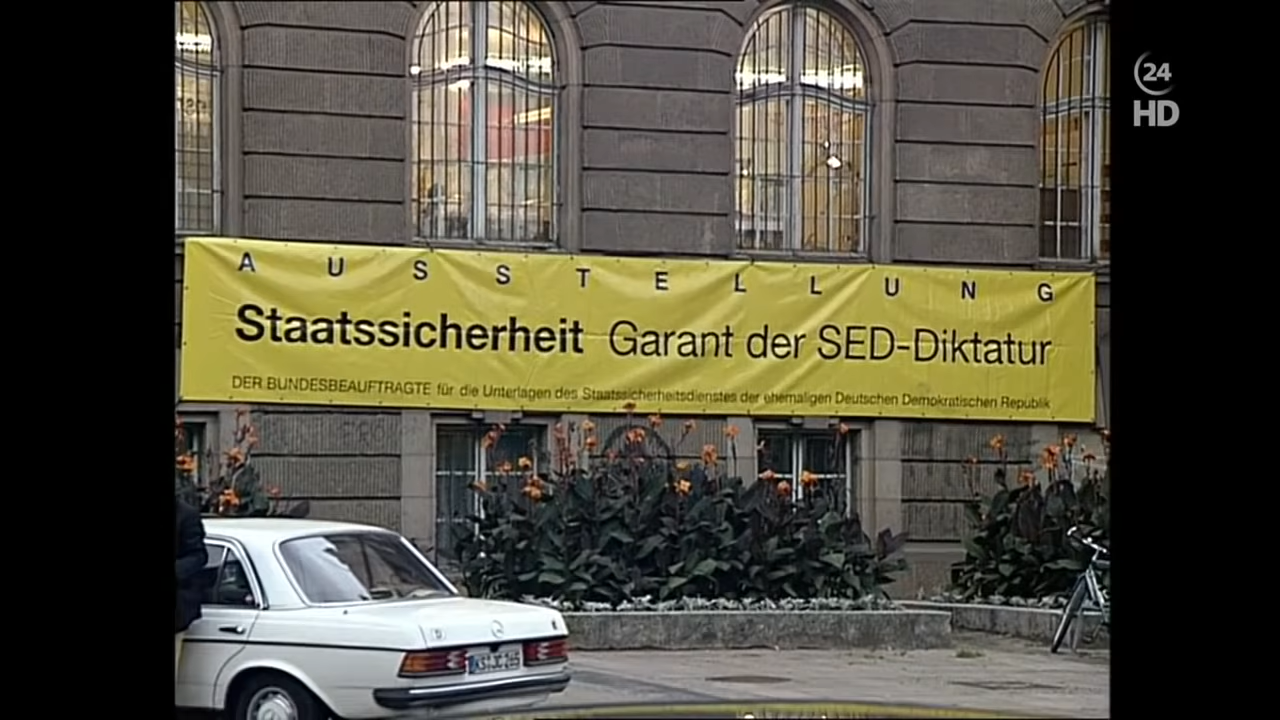 24
HD
AUSSTELLUNG
Staatssicherheit Garant der SED-Diktatur
DER BUNDESBEAUFTRAGTE für die Unterlagen des Staatssicherheitsdienstes der ehemaligen Deutschen Demokratischen Republik